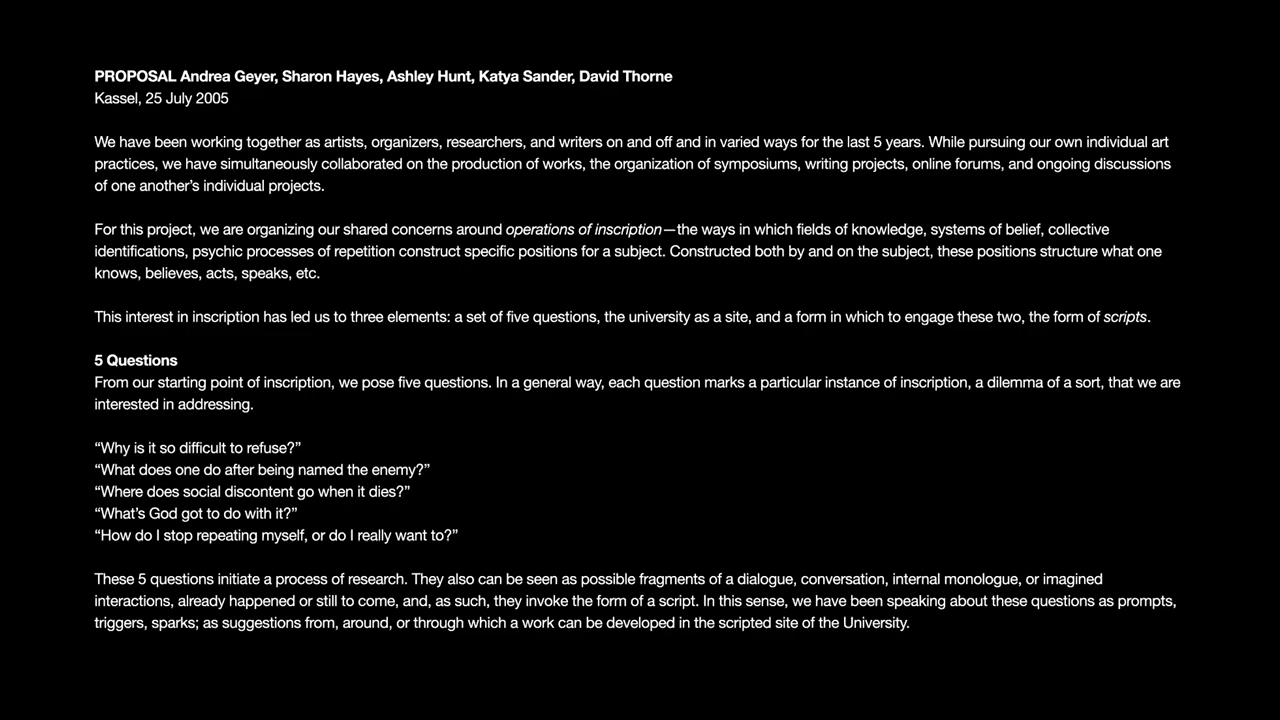 PROPOSAL Andrea Geyer, Sharon Hayes, Ashley Hunt, Katya Sander, David Thorne
Kassel, 25 July 2005
We have been working together as artists, organizers, researchers, and writers on and off and in varied ways for the last 5 years. While pursuing our own individual art
practices, we have simultaneously collaborated on the production of works, the organization of symposiums, writing projects, online forums, and ongoing discussions
of one another’s individual projects.
For this project, we are organizing our shared concerns around operations of inscription—the ways in which fields of knowledge, systems of belief, collective
identifications, psychic processes of repetition construct specific positions for a subject. Constructed both by and on the subject, these positions structure what one
knows, believes, acts, speaks, etc.
This interest in inscription has led us to three elements: a set of five questions, the university as a site, and a form in which to engage these two, the form of scripts.
5 Questions
From our starting point of inscription, we pose five questions. In a general way, each question marks a particular instance of inscription, a dilemma of a sort, that we are
interested in addressing.
“Why is it so difficult to refuse?”
“What does one do after being named the enemy?”
“Where does social discontent go when it dies?”
“What’s God got to do with it?”
“How do I stop repeating myself, or do I really want to?”
These 5 questions initiate a process of research. They also can be seen as possible fragments of a dialogue, conversation, internal monologue, or imagined
interactions, already happened or still to come, and, as such, they invoke the form of a script. In this sense, we have been speaking about these questions as prompts,
triggers, sparks; as suggestions from, around, or through which a work can be developed in the scripted site of the University.